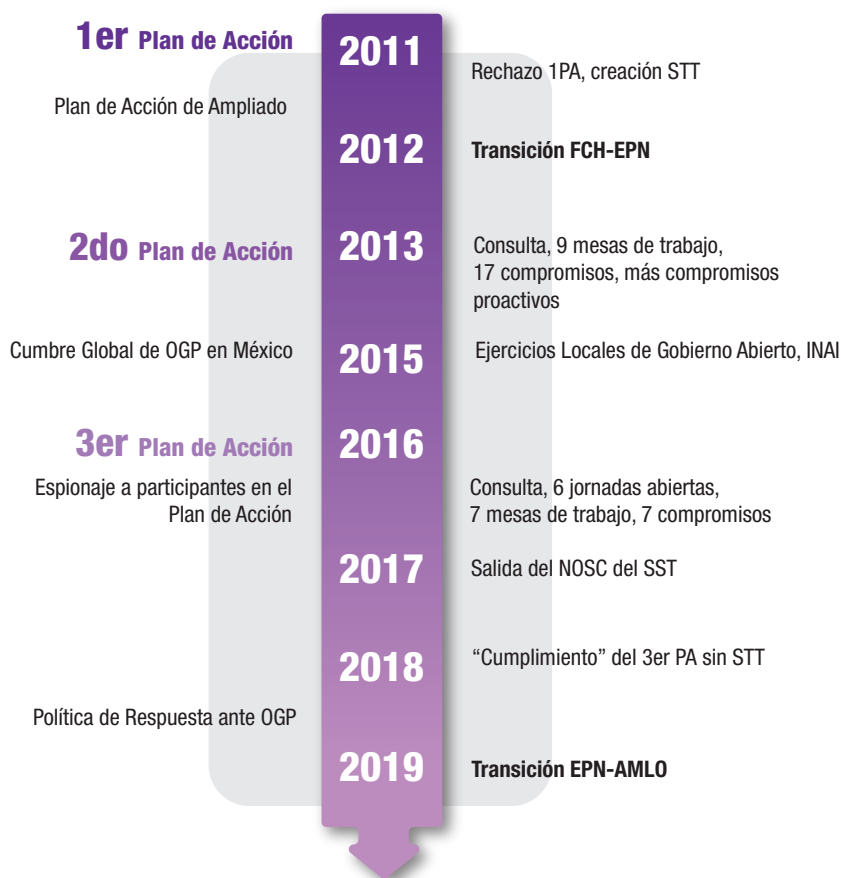 1er Plan de Acción
2011
Rechazo 1PA, creación STT
Plan de Acción de Ampliado
2012
Transición FCH-EPN
2do Plan de Acción
2013
Consulta, 9 mesas de trabajo,
17 compromisos, más compromisos
proactivos
Cumbre Global de OGP en México
2015
Ejercicios Locales de Gobierno Abierto, INAI
3er Plan de Acción
2016
Espionaje a participantes en el
Plan de Acción
Consulta, 6 jornadas abiertas,
7 mesas de trabajo, 7 compromisos
2017
Salida del NOSC del SST
2018
“Cumplimiento” del 3er PA sin STT
Política de Respuesta ante OGP
2019
Transición EPN-AMLO